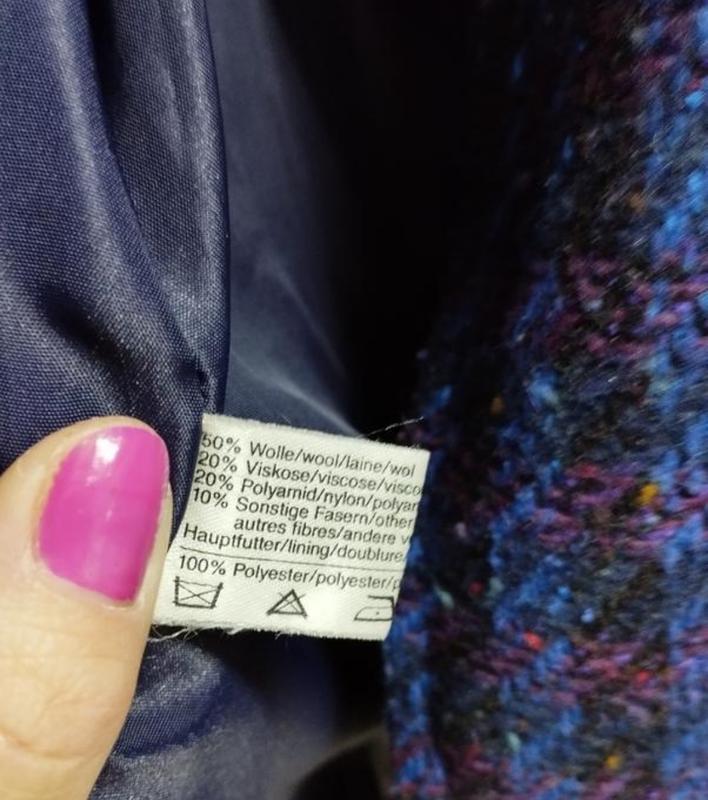 50% Wolle/wool/laine/wol
20% Viskose/viscose/visco
20% Polyamid/nylon/polyam
10% Sonstige Fasern/other
autres fibres/andere v
Hauptfutter/lining/doublure
100% Polyester/polyester/p